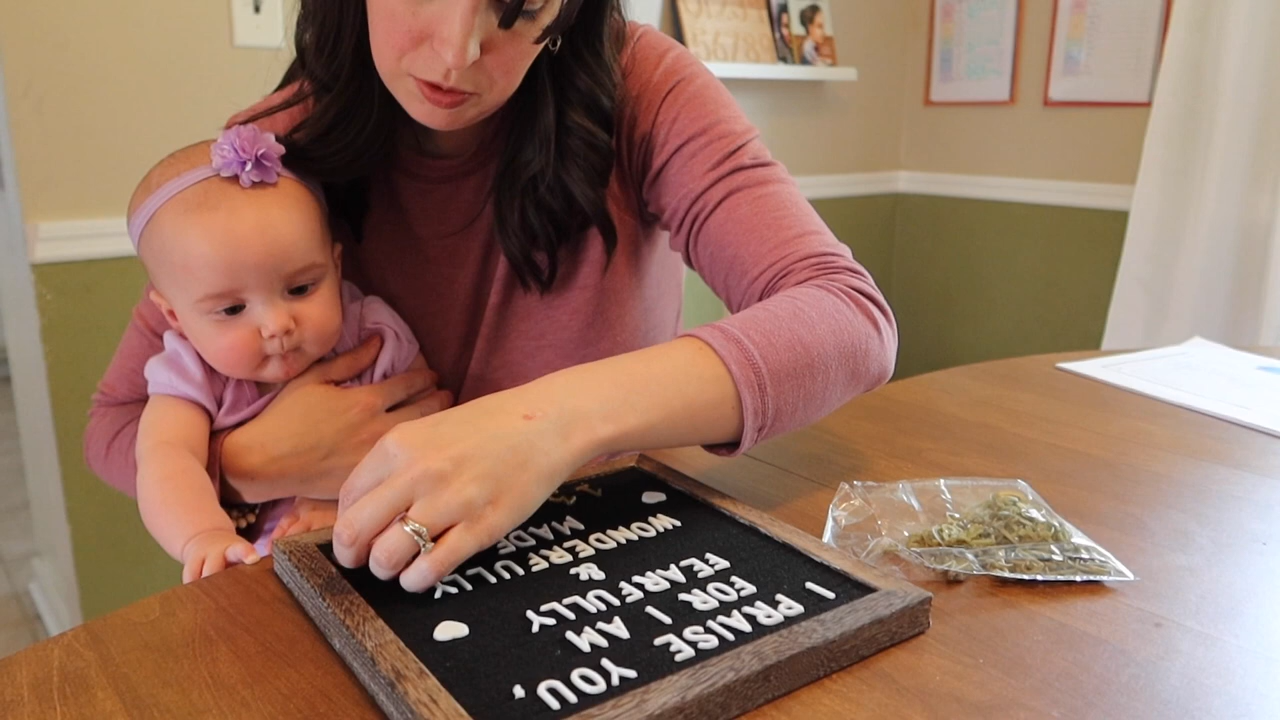 I PRAISE YOU,
FOR I AM
FEARFULLY
&
WONDERFULLY
MADE